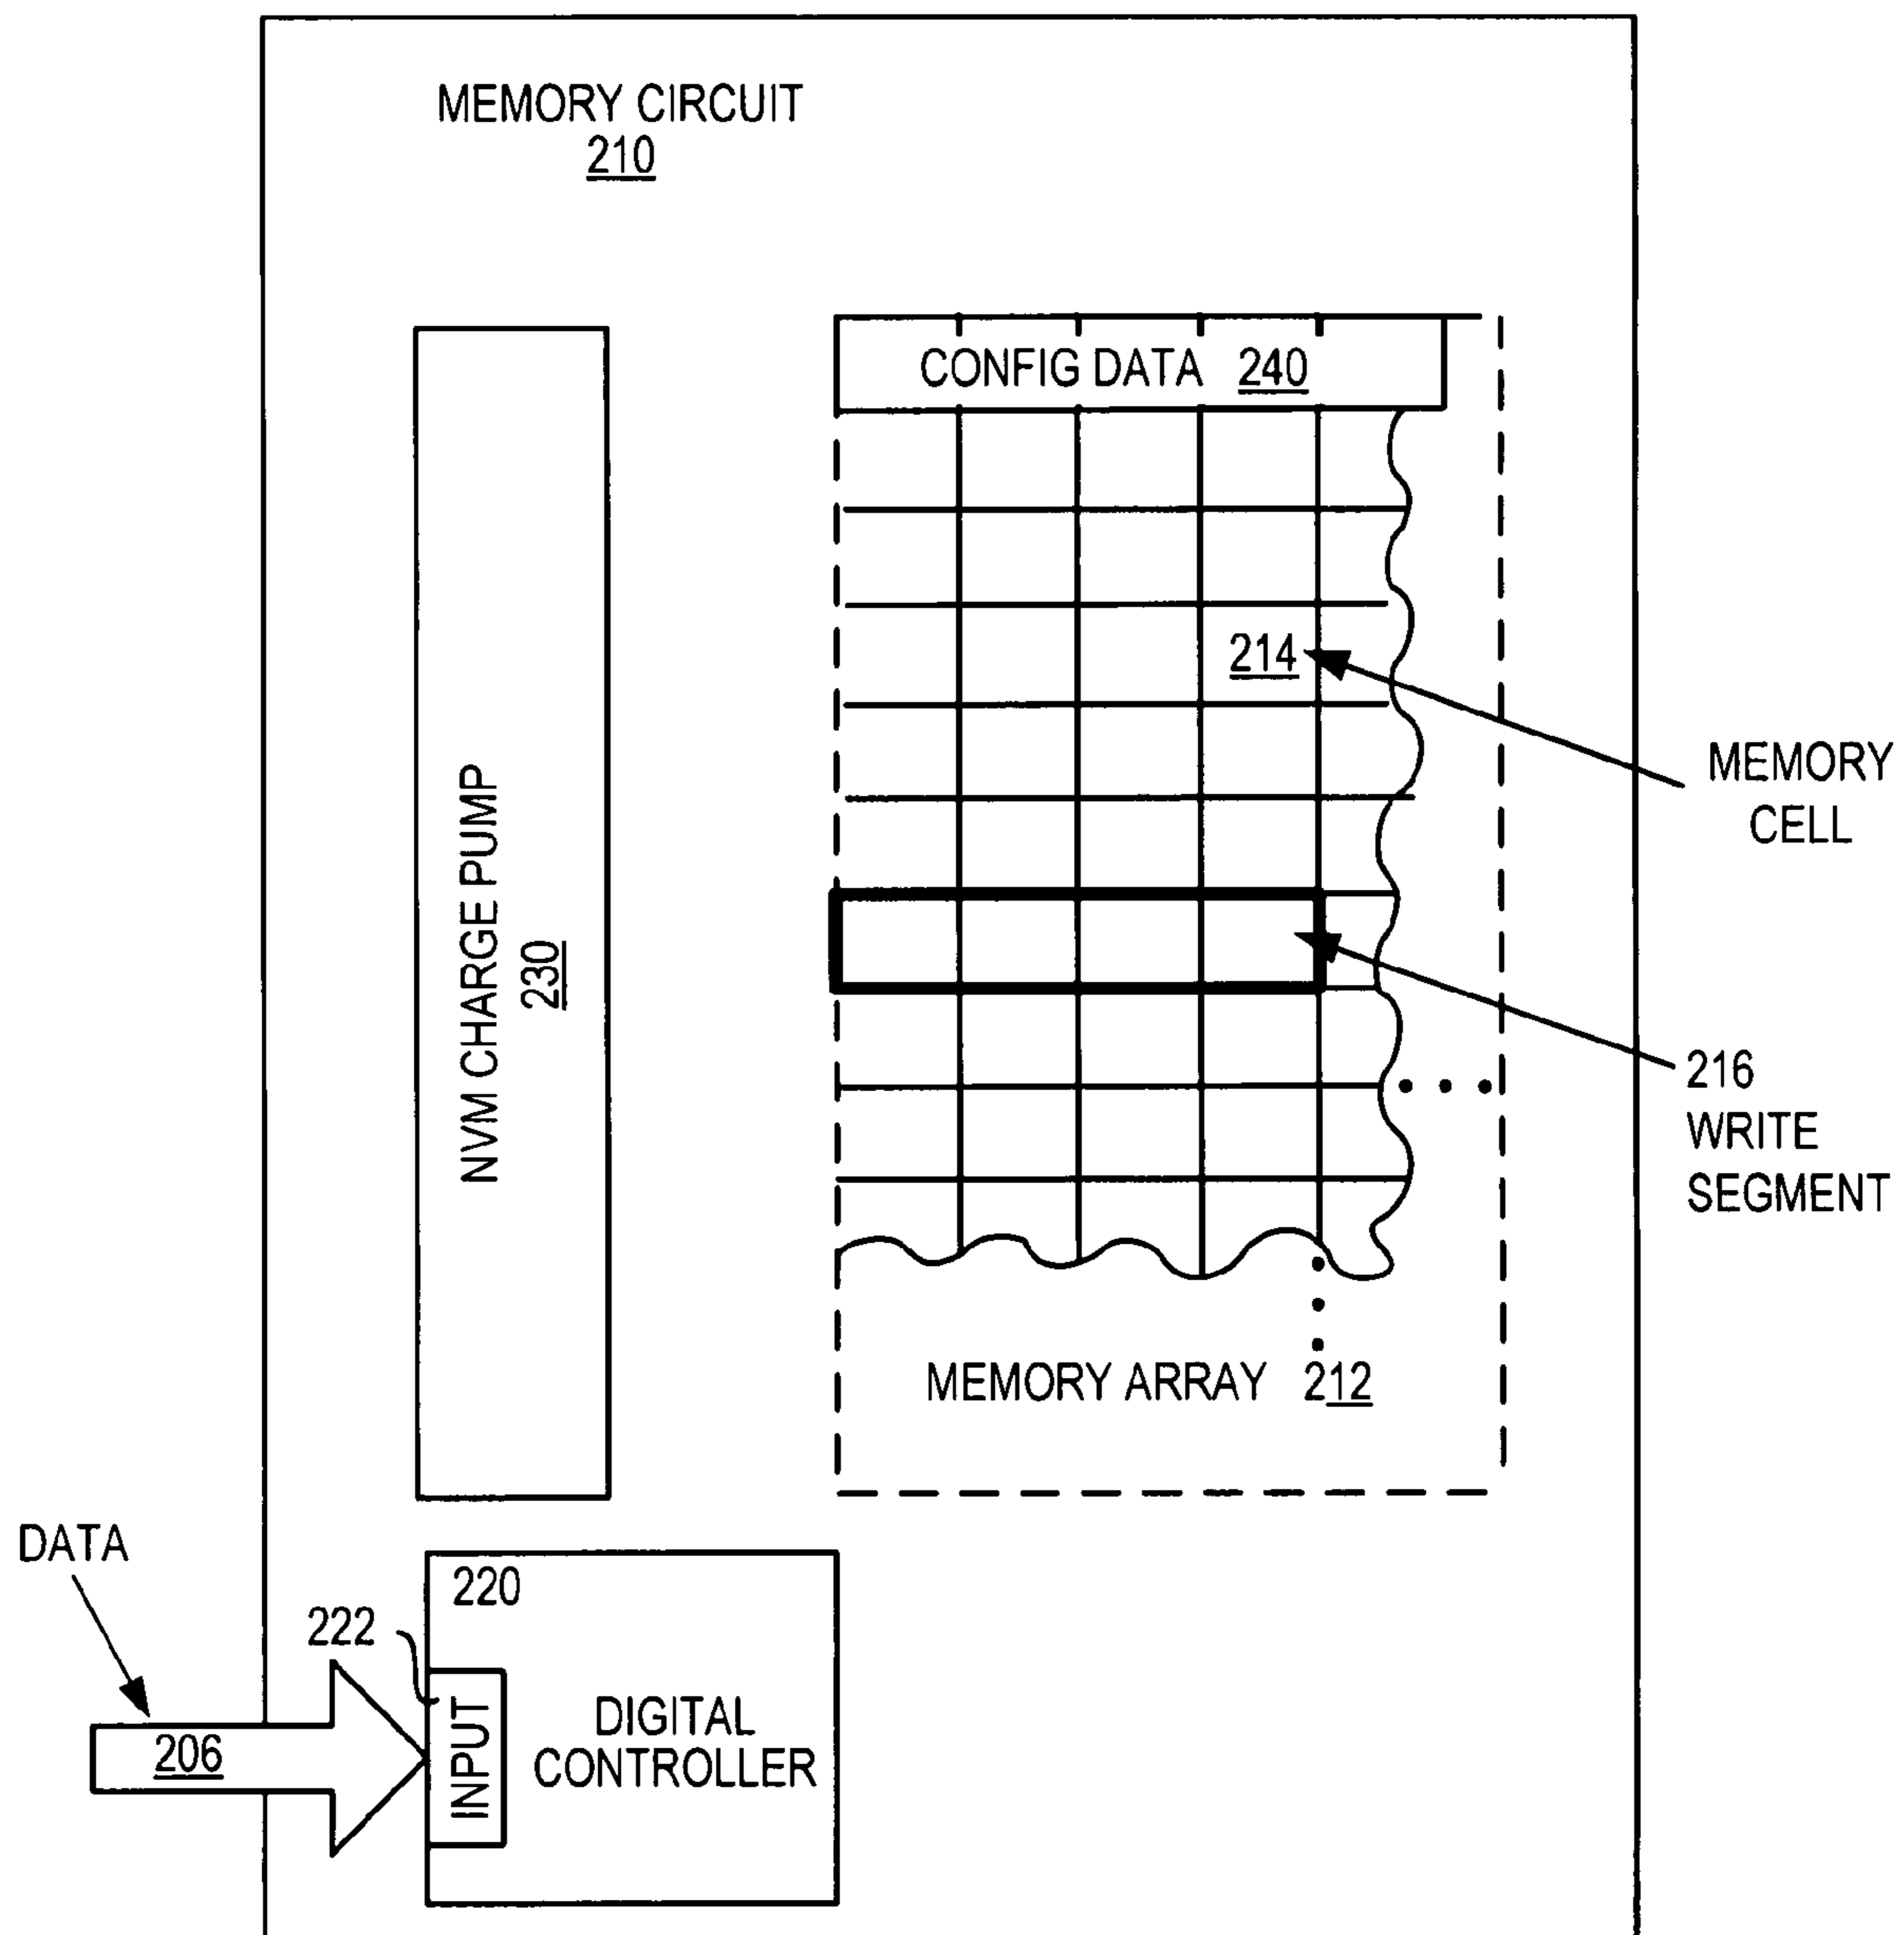 MEMORY CIRCUIT
210
CONFIG DATA 240
214
MEMORY
CELL
NVM CHARGE PUMP
230
216
WRITE
SEGMENT
MEMORY ARRAY 212
DATA
220
222
206
INPUT
DIGITAL
CONTROLLER